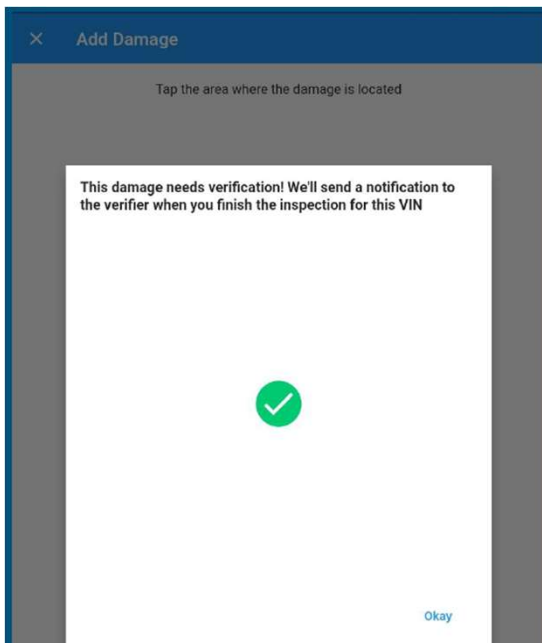 Add Damage
Tap the area where the damage is located
This damage needs verification! We'll send a notification to
the verifier when you finish the inspection for this VIN
Okay